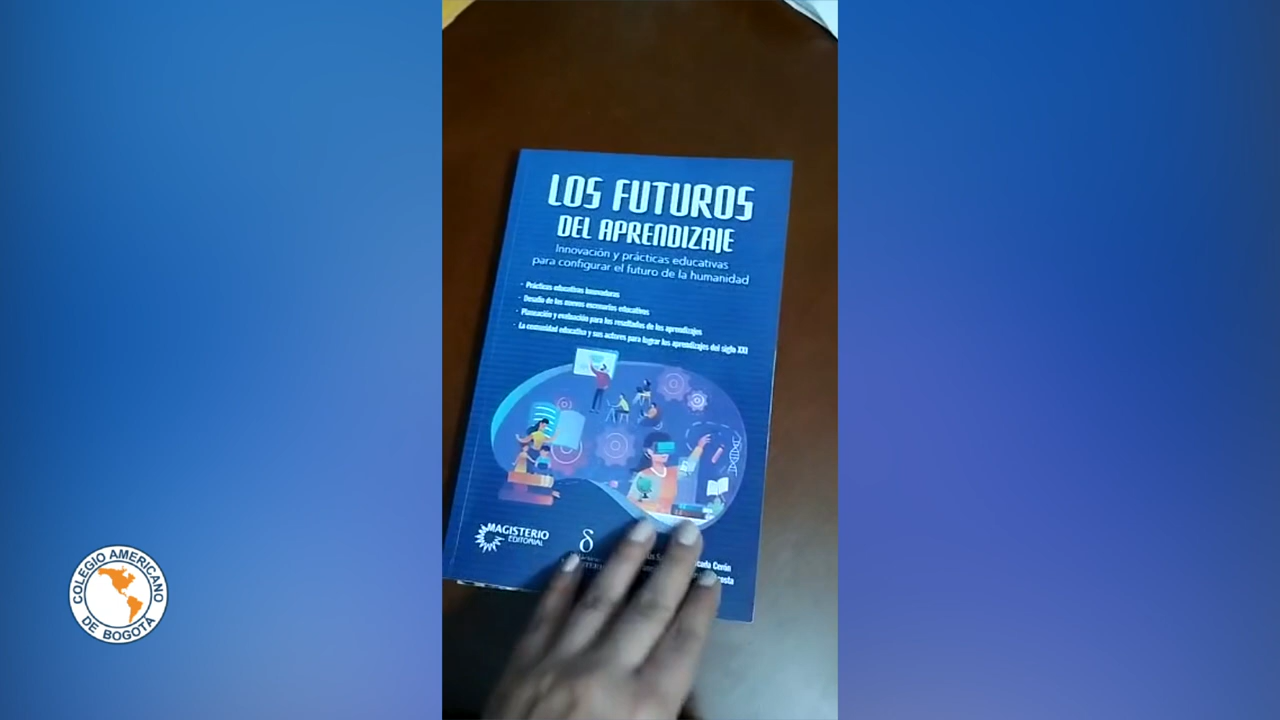 LOS FUTUROS
DEL APRENDIZAJE
Innovación y prácticas educativas
para configurar el futuro de la humanidad
· Prácticas educativas innovadoras
· Desafío de los nuevos escenarios educativos
· Planeación y evaluación para los resultados de los aprendizajes
· La comunidad educativa y sus actores para lograr los aprendizajes del siglo XXI
MAGISTERIO
EDITORIAL
δ
Cerón
COLEGIO AMERICANO
DE BOGOTÁ